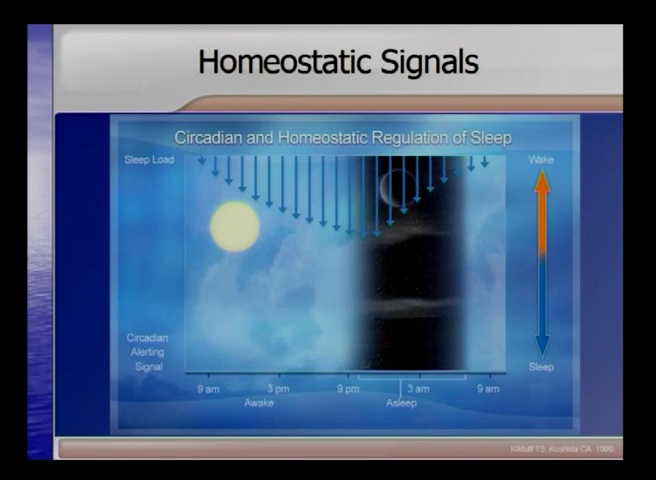 Homeostatic Signals
Circadian and Homeostatic Regulation of Sleep
Sleep Load
Wake
Circadian
Alerting
Signal
Sleep
9 am
3 pm
9 pm
3 am
9 am
Awake
Asleep
Kilduff TS, Kushida CA 1999